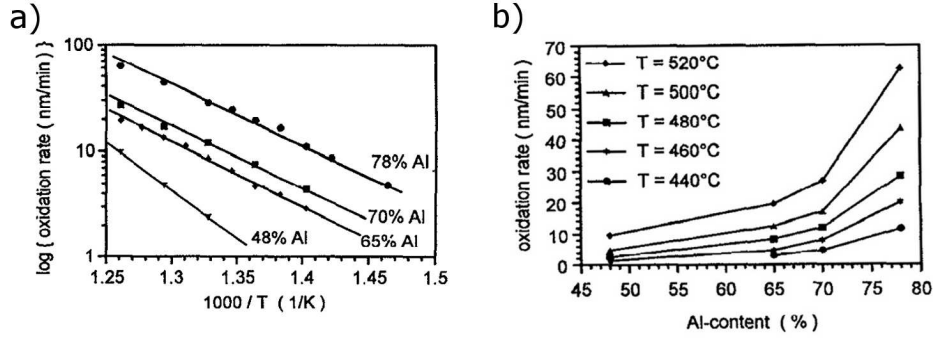 a)
log { oxidation rate ( nm/min) }
100
10
1
1.25
1.3
1.35
1.4
1.45
1.5
1000 / T ( 1/K )
78% Al
70% Al
65% Al
48% Al
b)
oxidation rate ( nm/min)
70
60
50
40
30
20
10
0
45
50
55
60
65
70
75
80
Al-content ( % )
T = 520°C
T = 500°C
T = 480°C
T = 460°C
T = 440°C